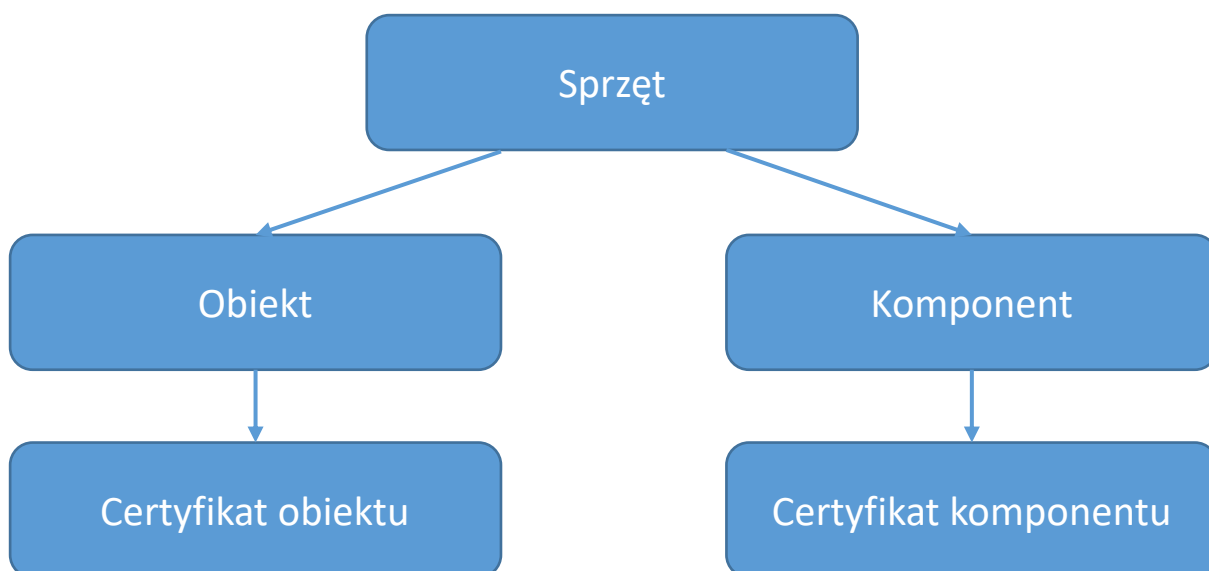 Sprzęt
Obiekt
Komponent
Certyfikat obiektu
Certyfikat komponentu